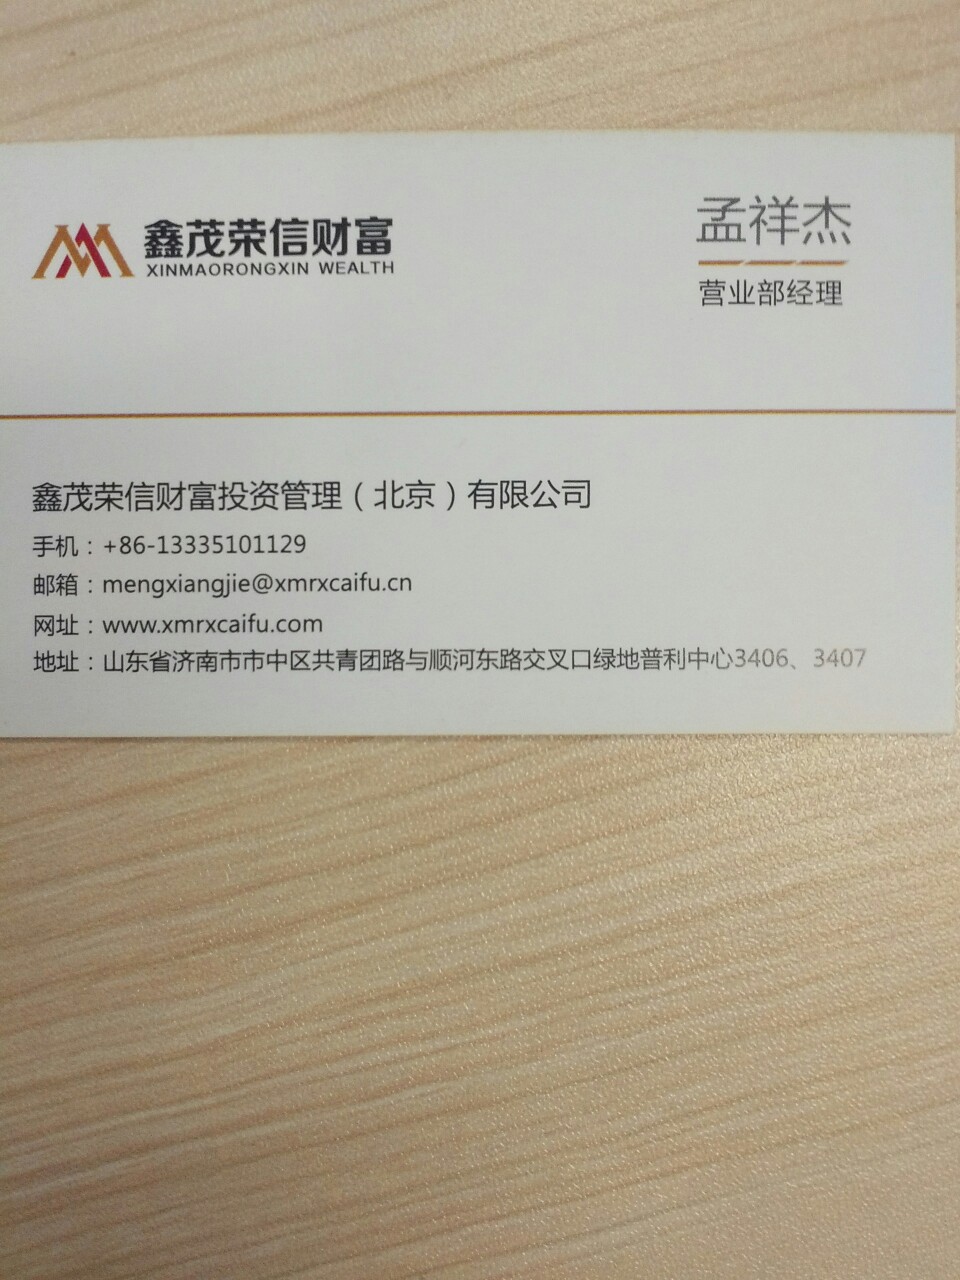 鑫茂荣信财富
XINMAORONGXIN WEALTH
孟祥杰
营业部经理
鑫茂荣信财富投资管理（北京）有限公司
手机：+86-13335101129
邮箱：mengxiangjie@xmrxcaifu.cn
网址：www.xmrxcaifu.com
地址：山东省济南市市中区共青团路与顺河东路交叉口绿地普利中心3406、3407